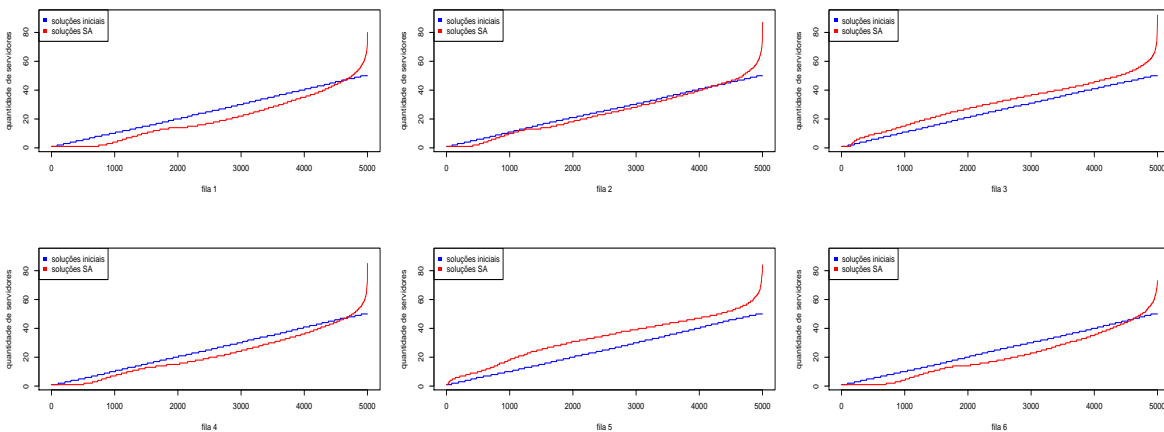 soluções iniciais
soluções SA
quantidade de servidores
0 20 40 60 80
0 1000 2000 3000 4000 5000
fila 1
soluções iniciais
soluções SA
quantidade de servidores
0 20 40 60 80
0 1000 2000 3000 4000 5000
fila 2
soluções iniciais
soluções SA
quantidade de servidores
0 20 40 60 80
0 1000 2000 3000 4000 5000
fila 3
soluções iniciais
soluções SA
quantidade de servidores
0 20 40 60 80
0 1000 2000 3000 4000 5000
fila 4
soluções iniciais
soluções SA
quantidade de servidores
0 20 40 60 80
0 1000 2000 3000 4000 5000
fila 5
soluções iniciais
soluções SA
quantidade de servidores
0 20 40 60 80
0 1000 2000 3000 4000 5000
fila 6